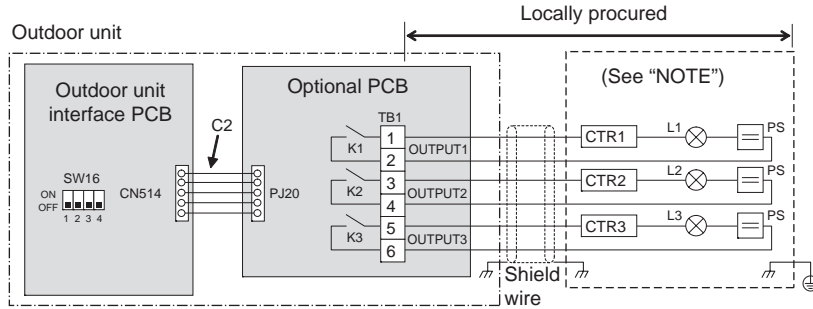 Locally procured
Outdoor unit
Outdoor unit
interface PCB
C2
SW16
ON
OFF
1 2 3 4
CN514
Optional PCB
PJ20
TB1
K1
1
OUTPUT1
2
K2
3
OUTPUT2
4
K3
5
OUTPUT3
6
Shield
wire
(See “NOTE”)
CTR1 L1 PS
CTR2 L2 PS
CTR3 L3 PS